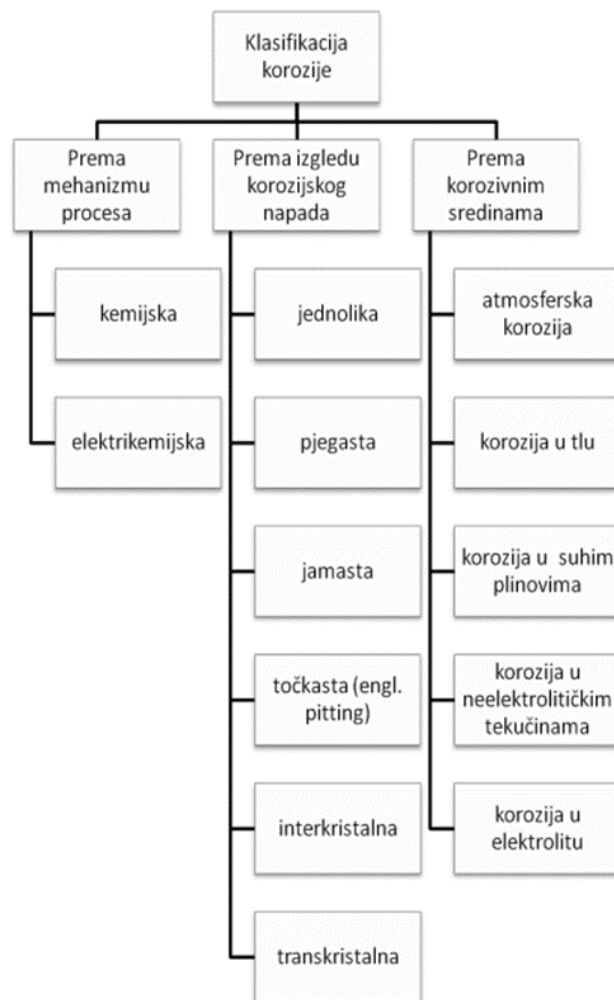 Klasifikacija
korozije
Prema
mehanizmu
procesa
kemijska
elektrikemijska
Prema izgledu
korozijskog
napada
jednolika
pjegasta
jamasta
točkasta (engl.
pitting)
interkristalna
transkristalna
Prema
korozivnim
sredinama
atmosferska
korozija
korozija u tlu
korozija u suhim
plinovima
korozija u
neelektrolitičkim
tekučinama
korozija u
elektrolitu